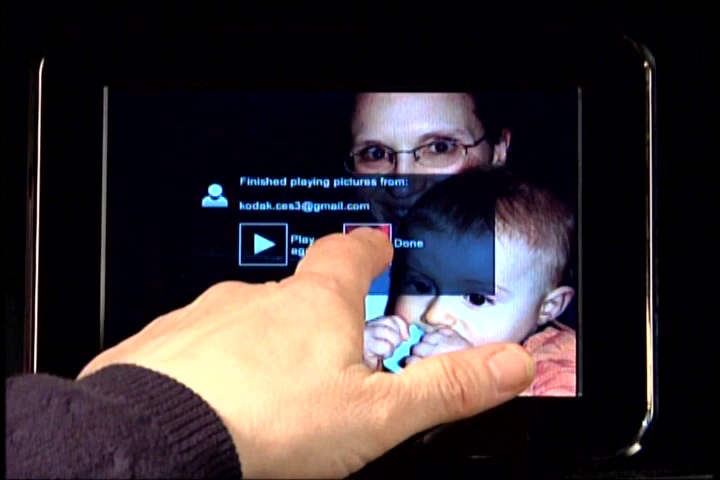 Finished playing pictures from:
kodak.ces3@gmail.com
Play
Done